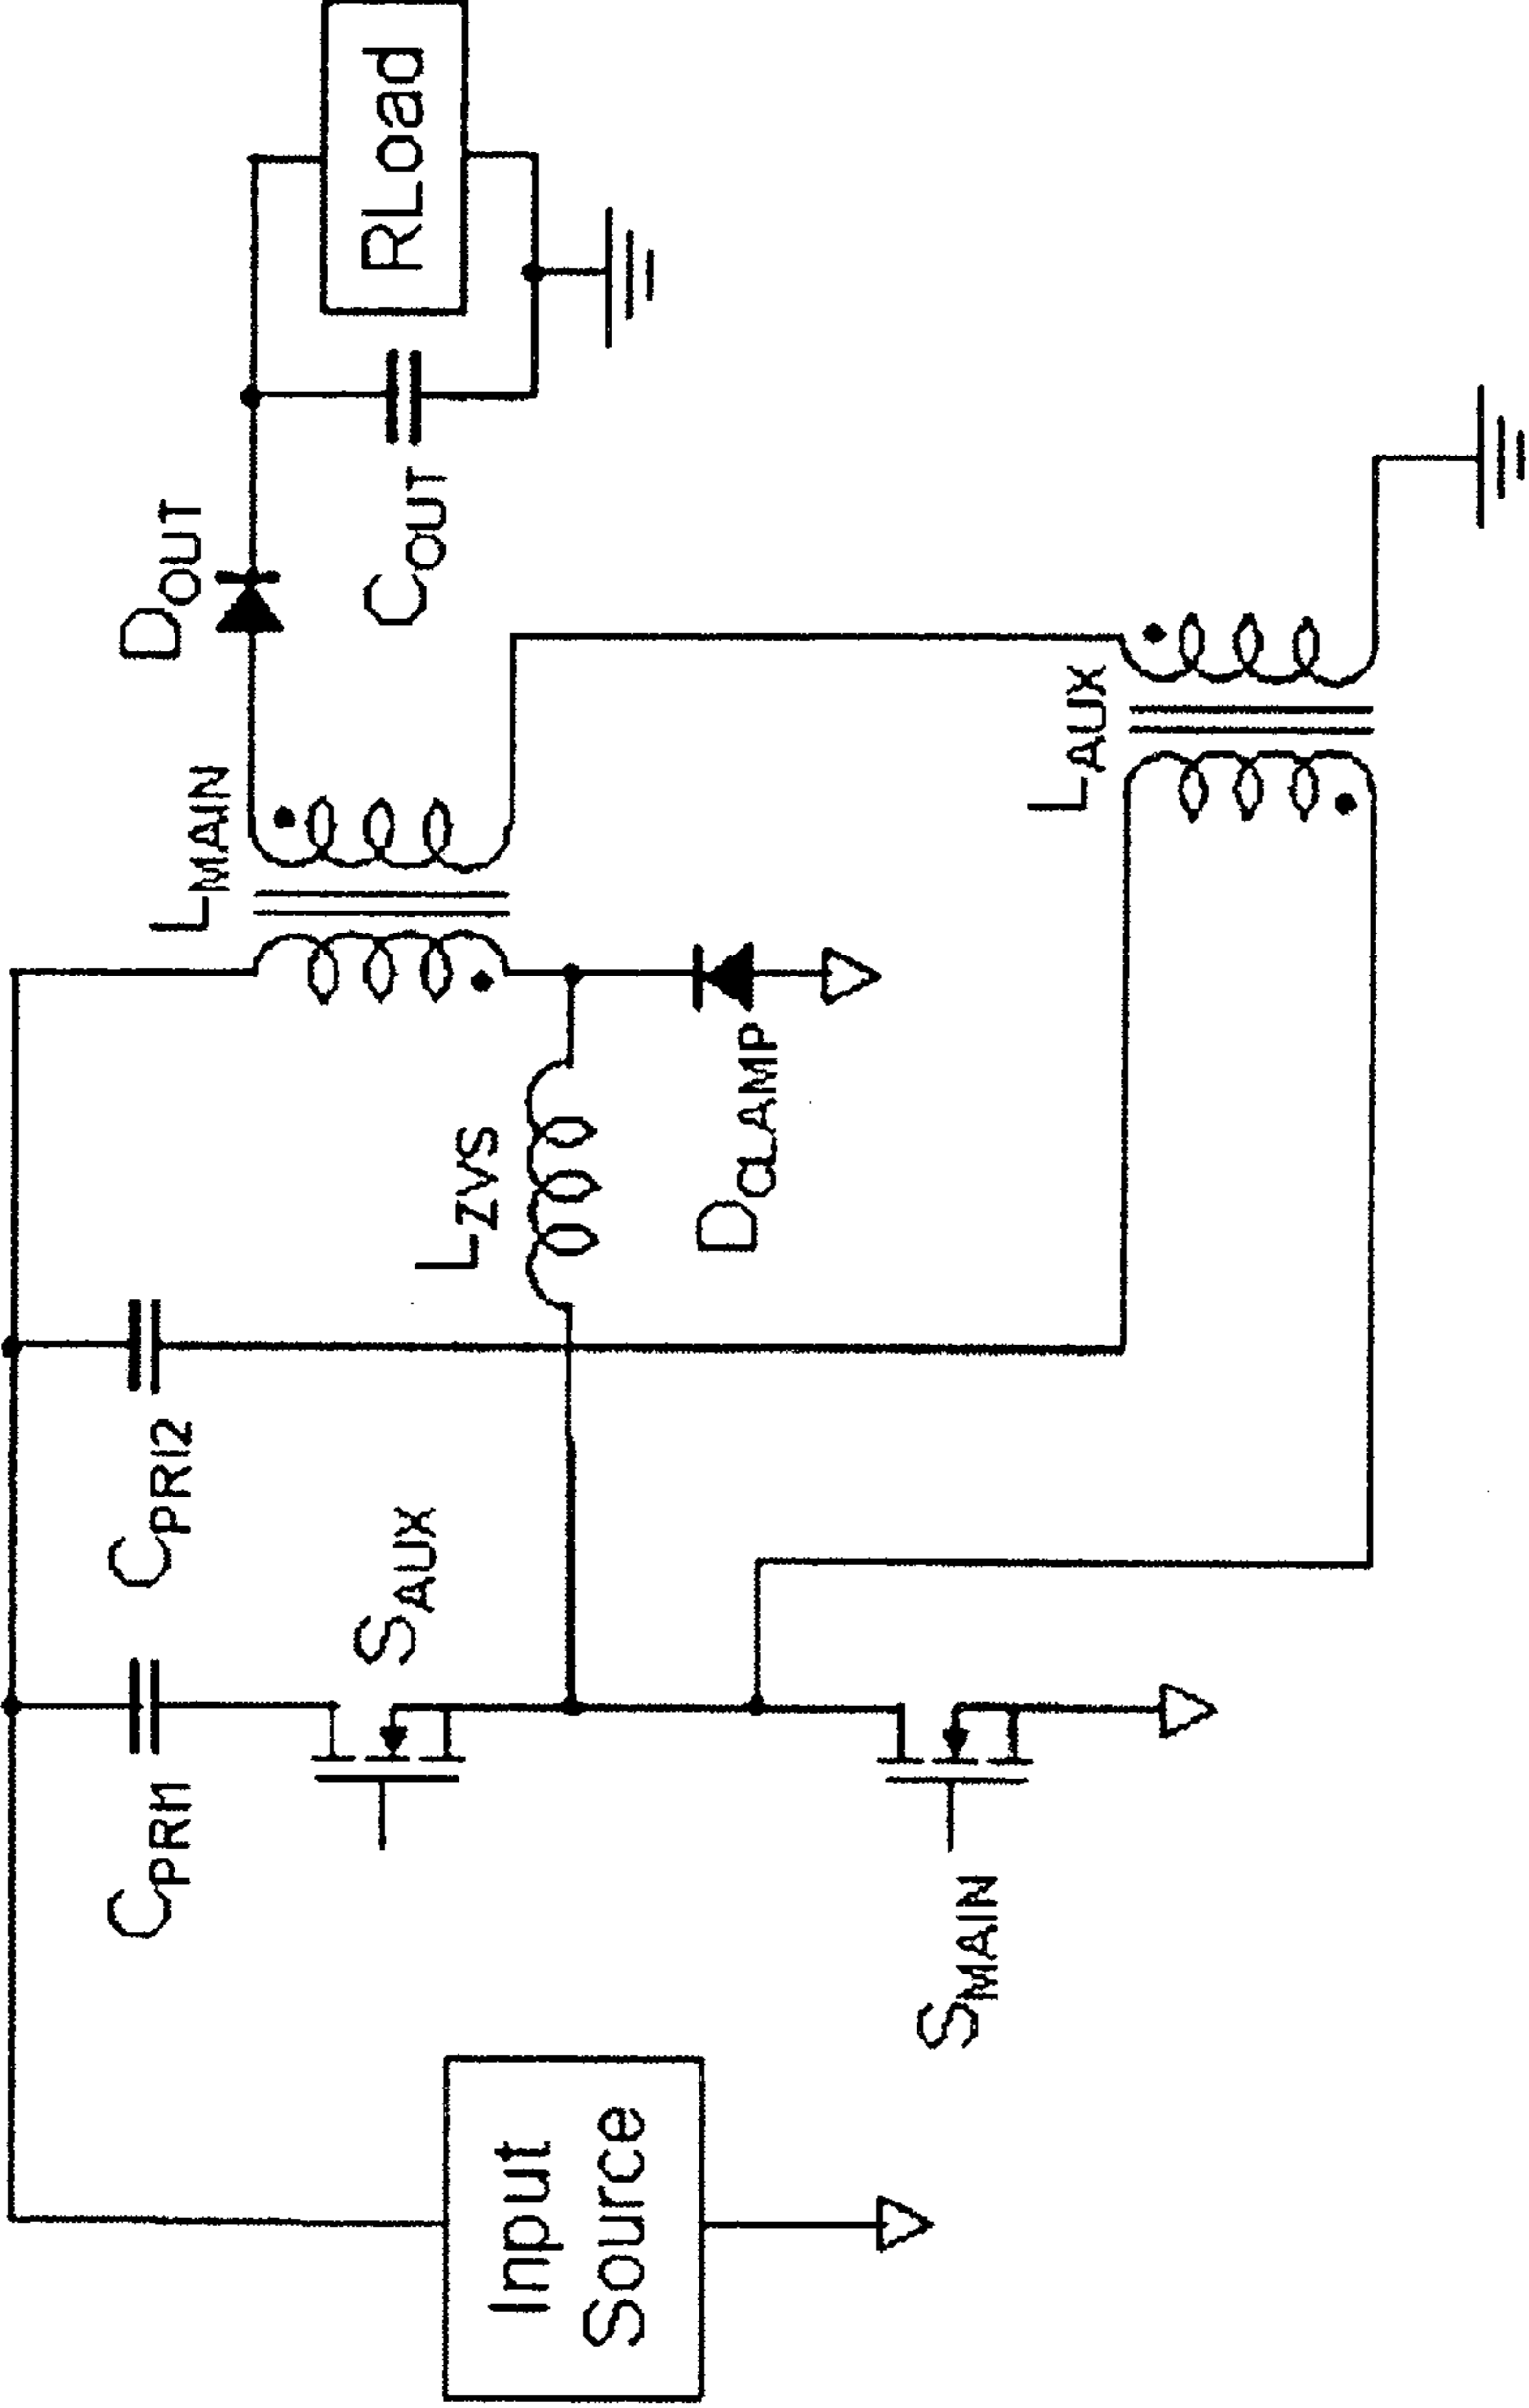 Input
Source
CPRI1
CPRI2
SAUX
SMAIN
LZVS
DCLAMP
LMAIN
LAUX
DOUT
COUT
RLoad